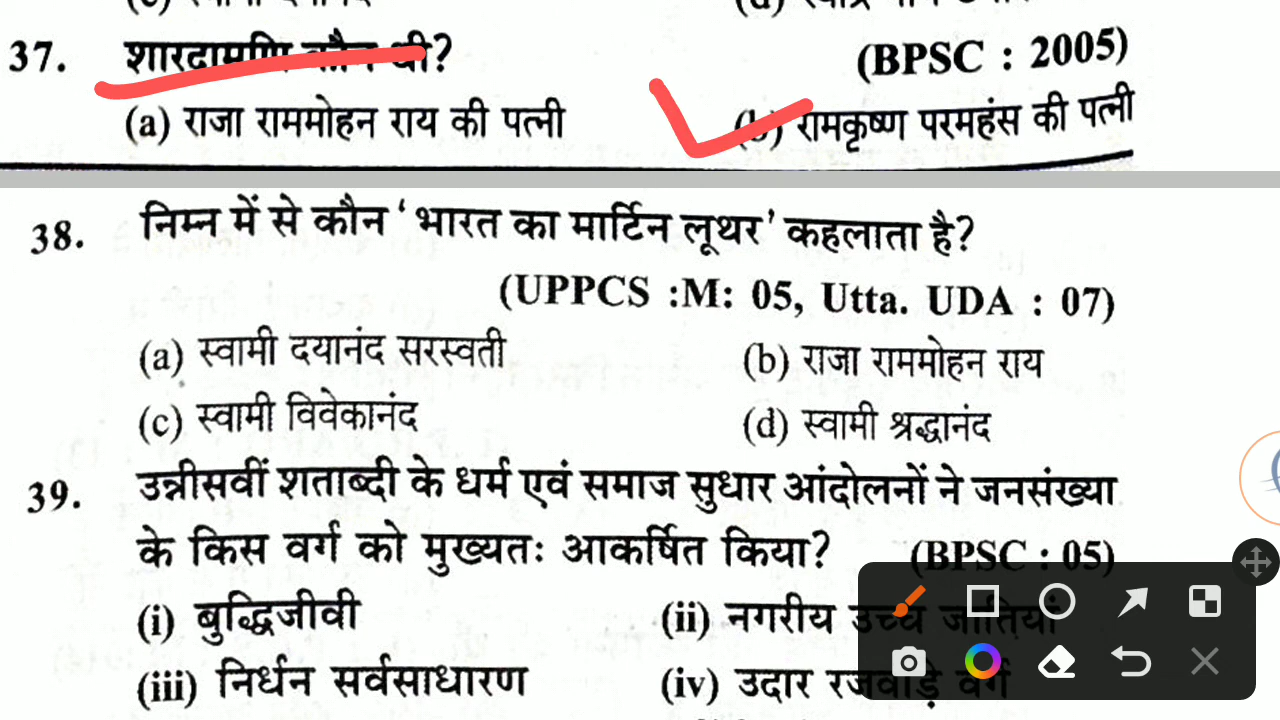 37. शारदामणि कौन थी? (BPSC : 2005)
(a) राजा राममोहन राय की पत्नी (b) रामकृष्ण परमहंस की पत्नी
38. निम्न में से कौन ‘भारत का मार्टिन लूथर’ कहलाता है?
(UPPCS :M: 05, Utta. UDA : 07)
(a) स्वामी दयानंद सरस्वती (b) राजा राममोहन राय
(c) स्वामी विवेकानंद (d) स्वामी श्रद्धानंद
39. उन्नीसवीं शताब्दी के धर्म एवं समाज सुधार आंदोलनों ने जनसंख्या
के किस वर्ग को मुख्यतः आकर्षित किया? (BPSC : 05)
(i) बुद्धिजीवी (ii) नगरीय उच्च जातियां
(iii) निर्धन सर्वसाधारण (iv) उदार रजवाड़े वर्ग